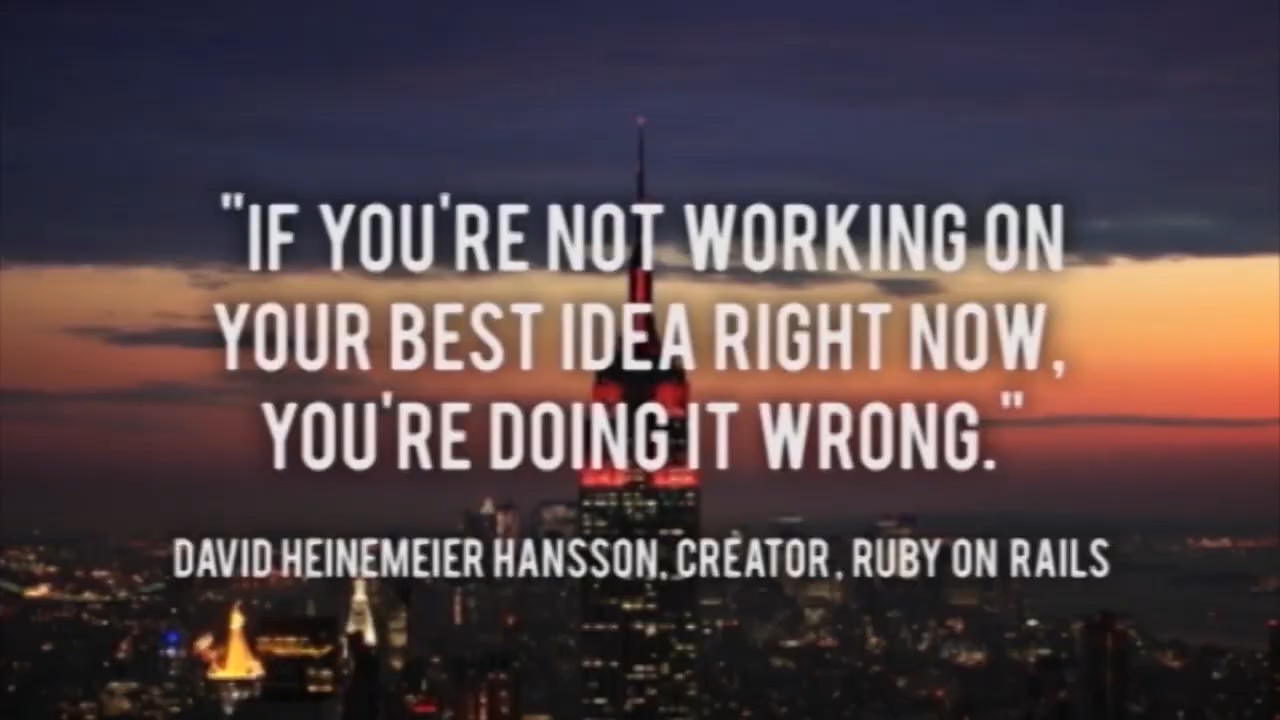 "IF YOU'RE NOT WORKING ON
YOUR BEST IDEA RIGHT NOW,
YOU'RE DOING IT WRONG."
DAVID HEINEMEIER HANSSON, CREATOR, RUBY ON RAILS